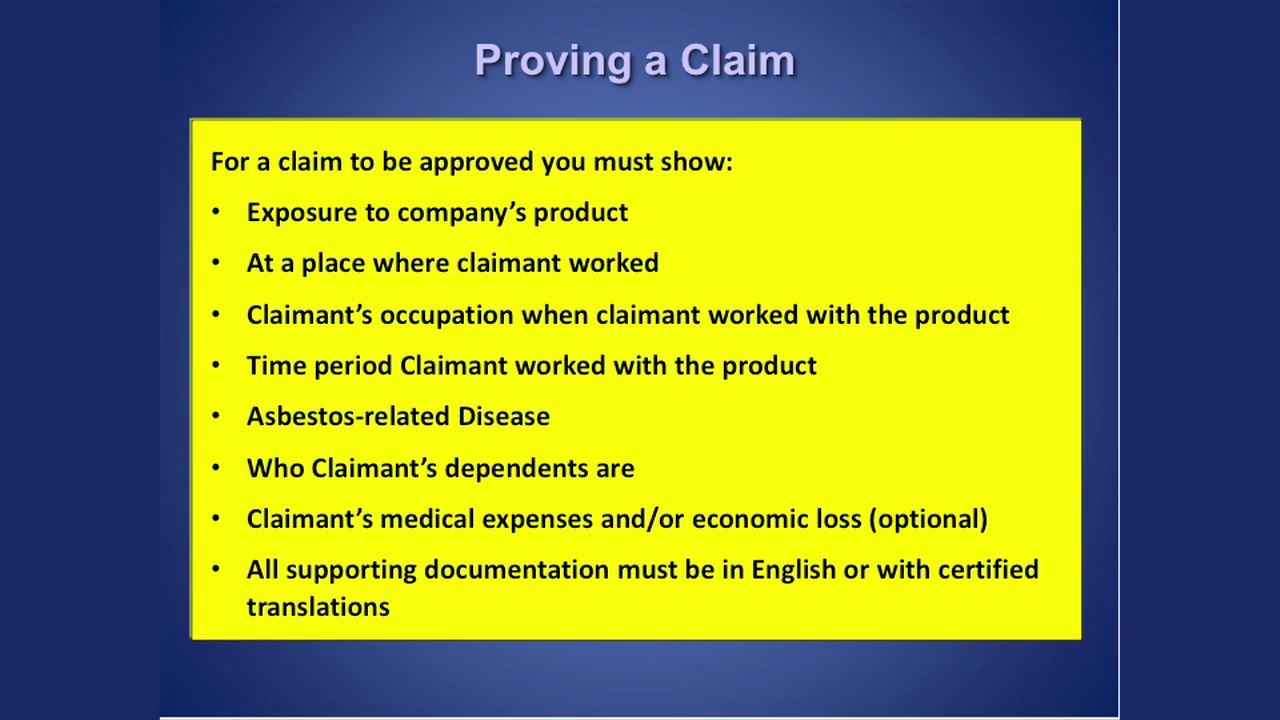 Proving a Claim
For a claim to be approved you must show:
• Exposure to company’s product
• At a place where claimant worked
• Claimant’s occupation when claimant worked with the product
• Time period Claimant worked with the product
• Asbestos-related Disease
• Who Claimant’s dependents are
• Claimant’s medical expenses and/or economic loss (optional)
• All supporting documentation must be in English or with certified
translations